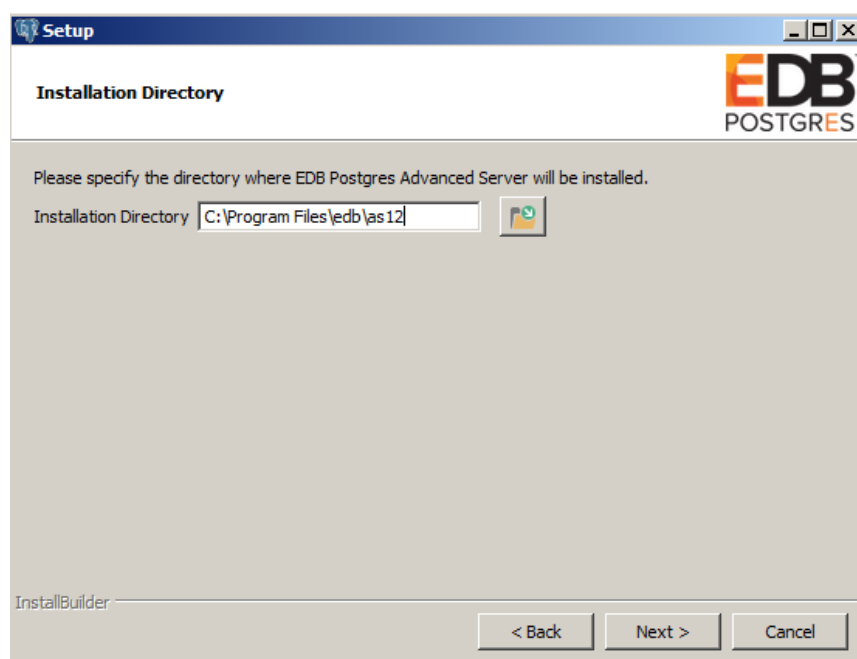 Setup
Installation Directory
EDB
POSTGRES
Please specify the directory where EDB Postgres Advanced Server will be installed.
Installation Directory C:\Program Files\edb\as12
InstallBuilder
< Back Next > Cancel